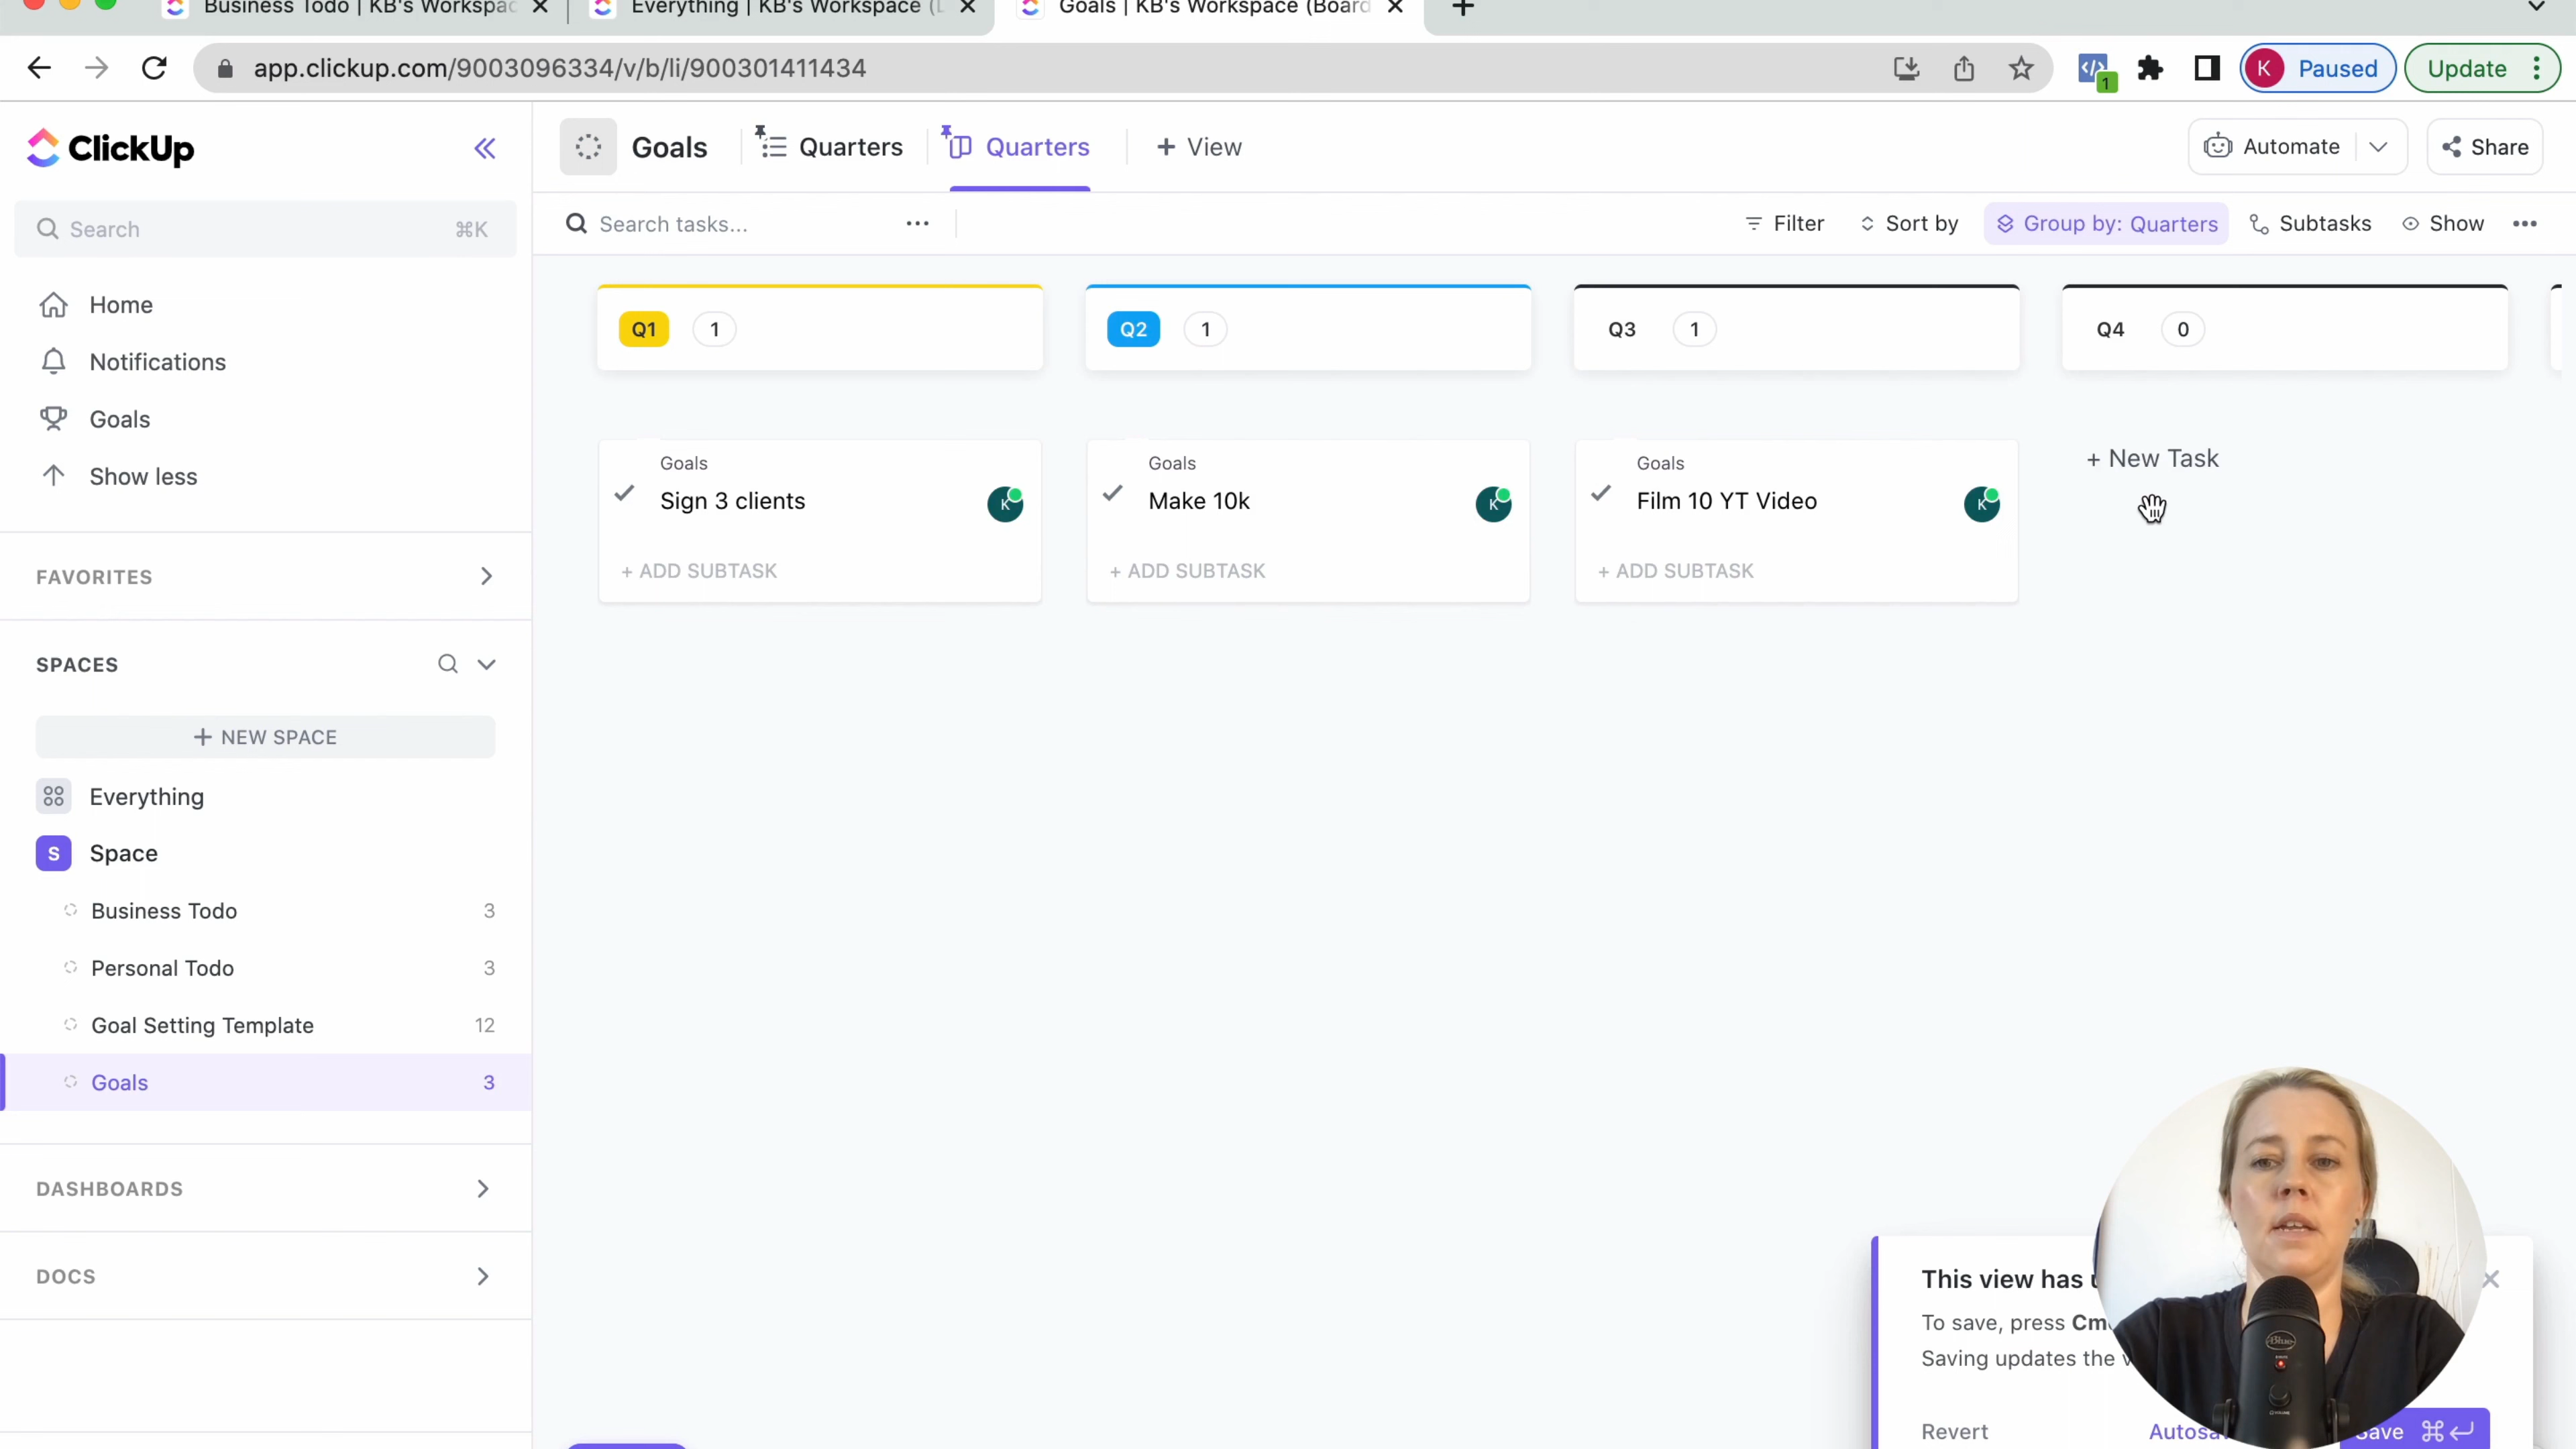 Business Todo | KB's Workspac
Everything | KB's Workspace (L
Goals | KB's Workspace (Board
app.clickup.com/9003096334/v/b/li/900301411434
1
K
Paused
Update
ClickUp
Goals
Quarters
Quarters
+ View
Automate
Share
Search
⌘K
Search tasks...
Filter
Sort by
Group by: Quarters
Subtasks
Show
Home
Notifications
Goals
Show less
Q1
1
Q2
1
Q3
1
Q4
0
Goals
Sign 3 clients
K
+ ADD SUBTASK
Goals
Make 10k
K
+ ADD SUBTASK
Goals
Film 10 YT Video
K
+ ADD SUBTASK
+ New Task
FAVORITES
SPACES
+ NEW SPACE
Everything
S
Space
Business Todo
3
Personal Todo
3
Goal Setting Template
12
Goals
3
DASHBOARDS
DOCS
This view has
To save, press
Saving updates the
Revert
Save ⌘
Blue